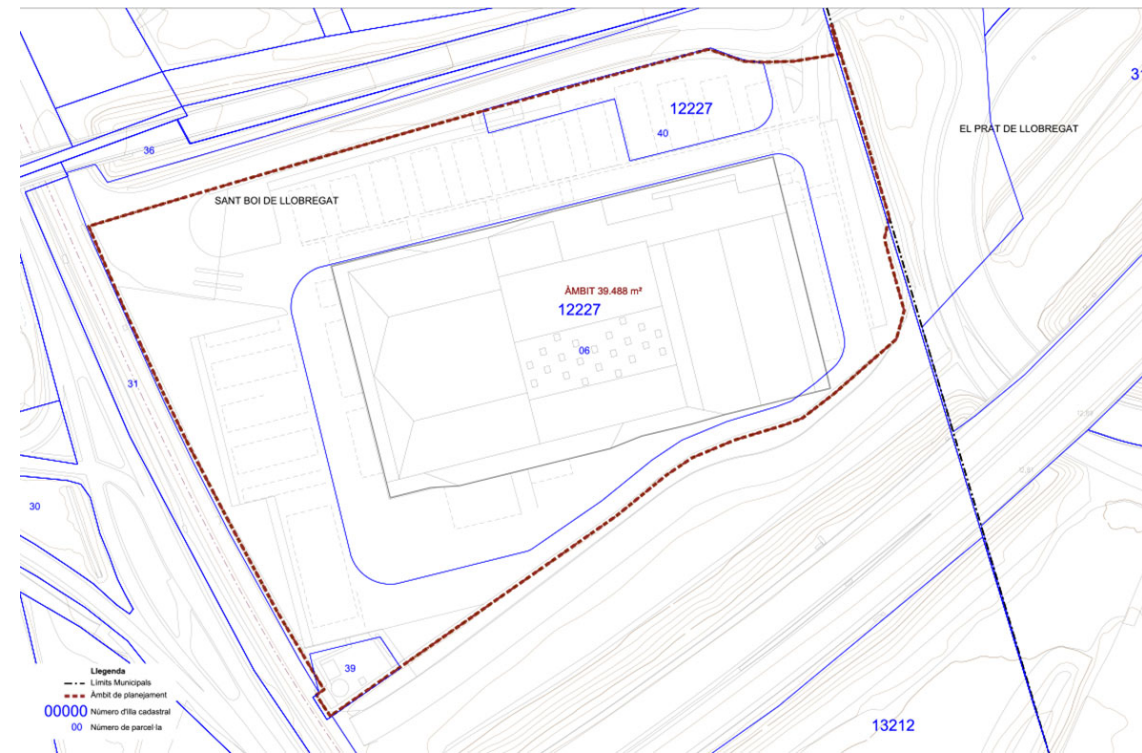 31
12227
40
EL PRAT DE LLOBREGAT
36
SANT BOI DE LLOBREGAT
ÀMBIT 39.488 m²
12227
06
31
30
39
Llegenda
Límits Municipals
Àmbit de planejament
00000 Número d'illa cadastral
00 Número de parcel·la
13212